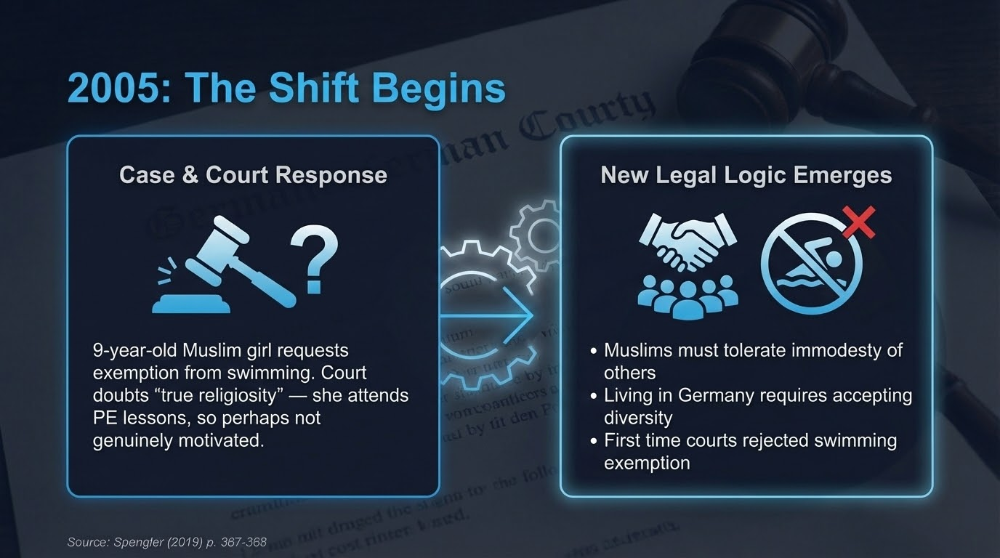 2005: The Shift Begins
German Courty
Case & Court Response
9-year-old Muslim girl requests
exemption from swimming. Court
doubts “true religiosity” — she attends
PE lessons, so perhaps not
genuinely motivated.
New Legal Logic Emerges
• Muslims must tolerate immodesty of
others
• Living in Germany requires accepting
diversity
• First time courts rejected swimming
exemption
Source: Spengler (2019) p. 367-368